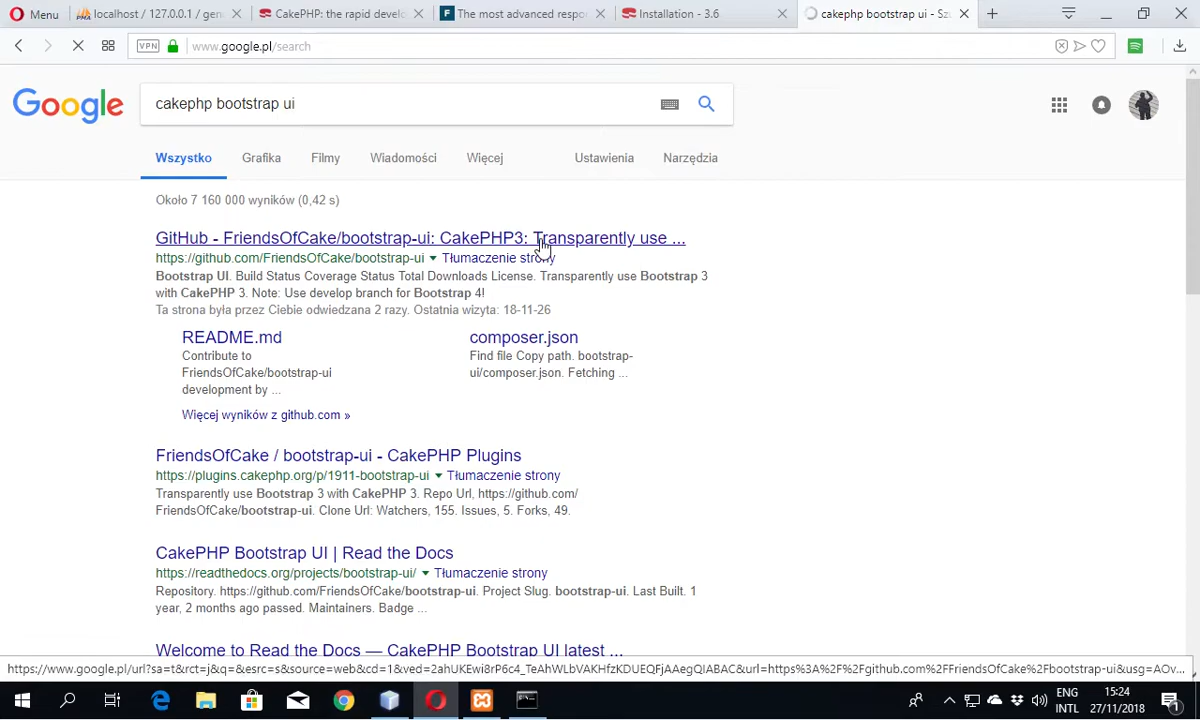 Menu
localhost / 127.0.0.1 / gen
CakePHP: the rapid develo
The most advanced respo
Installation - 3.6
cakephp bootstrap ui - Szu
VPN
www.google.pl/search
Google
cakephp bootstrap ui
Wszystko
Grafika
Filmy
Wiadomości
Więcej
Ustawienia
Narzędzia
Około 7 160 000 wyników (0,42 s)
GitHub - FriendsOfCake/bootstrap-ui: CakePHP3: Transparently use ...
https://github.com/FriendsOfCake/bootstrap-ui
Tłumaczenie strony
Bootstrap UI. Build Status Coverage Status Total Downloads License. Transparently use Bootstrap 3
with CakePHP 3. Note: Use develop branch for Bootstrap 4!
Ta strona była przez Ciebie odwiedzana 2 razy. Ostatnia wizyta: 18-11-26
README.md
Contribute to
FriendsOfCake/bootstrap-ui
development by ...
composer.json
Find file Copy path. bootstrap-
ui/composer.json. Fetching ...
Więcej wyników z github.com »
FriendsOfCake / bootstrap-ui - CakePHP Plugins
https://plugins.cakephp.org/p/1911-bootstrap-ui
Tłumaczenie strony
Transparently use Bootstrap 3 with CakePHP 3. Repo Url, https://github.com/
FriendsOfCake/bootstrap-ui. Clone Url: Watchers, 155. Issues, 5. Forks, 49.
CakePHP Bootstrap UI | Read the Docs
https://readthedocs.org/projects/bootstrap-ui/
Tłumaczenie strony
Repository. https://github.com/FriendsOfCake/bootstrap-ui. Project Slug. bootstrap-ui. Last Built. 1
year, 2 months ago passed. Maintainers. Badge ...
Welcome to Read the Docs — CakePHP Bootstrap UI latest ...
https://www.google.pl/url?sa=t&rct=j&q=&esrc=s&source=web&cd=1&ved=2ahUKEwi8rP6c4_TeAhWLbVAKHfzKDUEQFjAAegQIABAC&url=https%3A%2F%2Fgithub.com%2FFriendsOfCake%2Fbootstrap-ui&usg=AOv...
ENG
INTL
15:24
27/11/2018
1